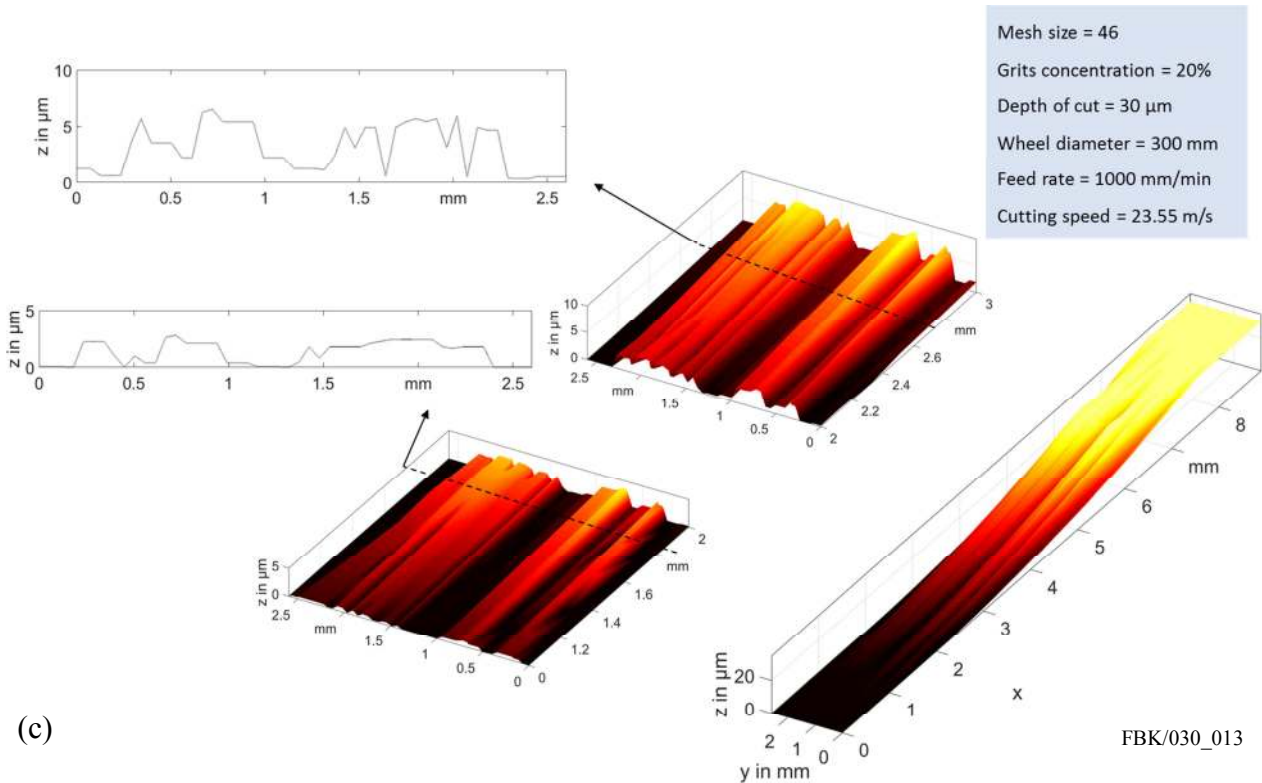 Mesh size = 46
Grits concentration = 20%
Depth of cut = 30 µm
Wheel diameter = 300 mm
Feed rate = 1000 mm/min
Cutting speed = 23.55 m/s
10
5
0
z in µm
0 0.5 1 1.5 2 mm 2.5
5
0
z in µm
0 0.5 1 1.5 2 mm 2.5
10
5
0
z in µm
2.5
mm
1.5
1
0.5
0
2
2.2
2.4
2.6
mm
3
5
0
z in µm
2.5
mm
1.5
1
0.5
0
0
1.2
1.4
1.6
mm
2
20
0
z in µm
2
1
0
y in mm
0
1
2
3
4
5
6
mm
8
x
(c)
FBK/030_013